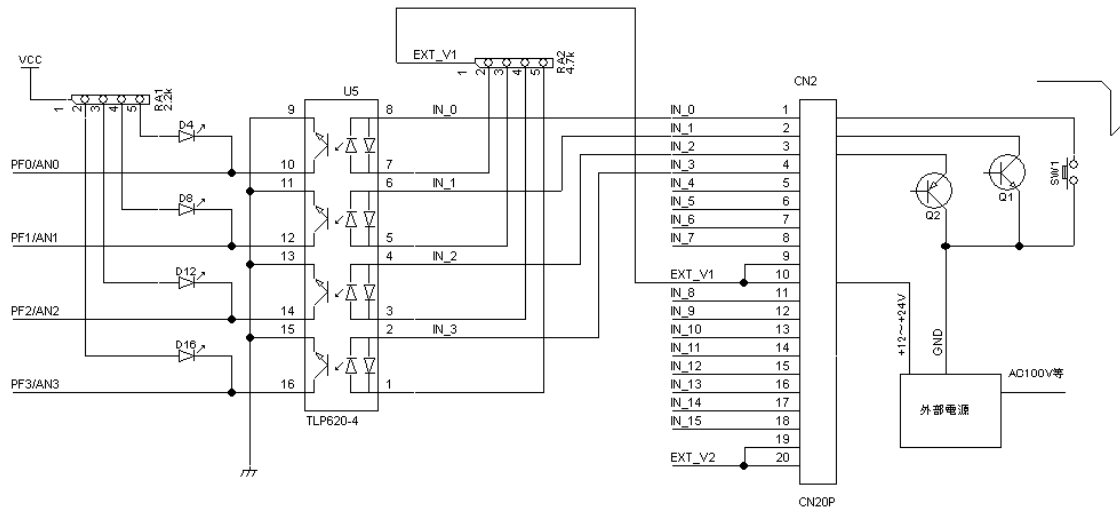 VCC
1
2
3
4
5
RA1
2.2k
EXT_V1
1
2
3
4
5
RA2
4.7k
D4
D8
D12
D16
PF0/AN0
PF1/AN1
PF2/AN2
PF3/AN3
U5
9
10
11
12
13
14
15
16
8
7
6
5
4
3
2
1
IN_0
IN_1
IN_2
IN_3
TLP620-4
CN2
IN_0
IN_1
IN_2
IN_3
IN_4
IN_5
IN_6
IN_7
EXT_V1
IN_8
IN_9
IN_10
IN_11
IN_12
IN_13
IN_14
IN_15
EXT_V2
1
2
3
4
5
6
7
8
9
10
11
12
13
14
15
16
17
18
19
20
CN20P
Q2
Q1
SW1
+12～+24V
GND
AC100V等
外部電源